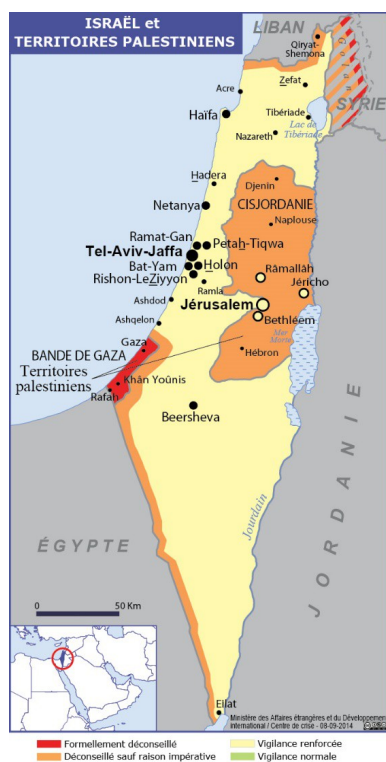 ISRAËL et
TERRITOIRES PALESTINIENS
LIBAN
Qiryat-
Shemona
Golan
Zefat
Acre
SYRIE
Tibériade
Haïfa
Lac de
Tibériade
Nazareth
Hadera
Djenin
CISJORDANIE
Netanya
Naplouse
Ramat-Gan
Petah-Tiqwa
Tel-Aviv-Jaffa
Bat-Yam
Holon
Râmallâh
Rishon-LeZiyyon
Ramla
Jéricho
Ashdod
Jérusalem
Ashqelon
Bethléem
Gaza
Mer
Morte
BANDE DE GAZA
Hébron
Territoires
palestiniens
Khân Yoûnis
Rafah
Beersheva
JORDANIE
Jourdain
ÉGYPTE
0 50 Km
Eilat
Ministère des Affaires étrangères et du Développement
international / Centre de crise - 08-09-2014
Formellement déconseillé
Vigilance renforcée
Déconseillé sauf raison impérative
Vigilance normale